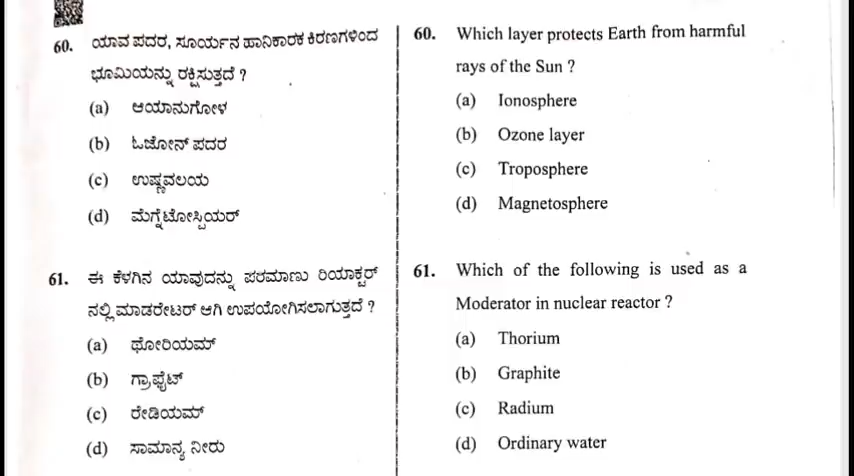 60. ಯಾವ ಪದರ, ಸೂರ್ಯನ ಹಾನಿಕಾರಕ ಕಿರಣಗಳಿಂದ
ಭೂಮಿಯನ್ನು ರಕ್ಷಿಸುತ್ತದೆ ?
(a) ಆಯಾನುಗೋಳ
(b) ಓಜೋನ್ ಪದರ
(c) ಉಷ್ಣವಲಯ
(d) ಮೆಗ್ನೆಟೋಸ್ಪಿಯರ್
61. ಈ ಕೆಳಗಿನ ಯಾವುದನ್ನು ಪರಮಾಣು ರಿಯಾಕ್ಟರ್
ನಲ್ಲಿ ಮಾಡರೇಟರ್ ಆಗಿ ಉಪಯೋಗಿಸಲಾಗುತ್ತದೆ ?
(a) ಥೋರಿಯಮ್
(b) ಗ್ರಾಫೈಟ್
(c) ರೇಡಿಯಮ್
(d) ಸಾಮಾನ್ಯ ನೀರು
60. Which layer protects Earth from harmful
rays of the Sun ?
(a) Ionosphere
(b) Ozone layer
(c) Troposphere
(d) Magnetosphere
61. Which of the following is used as a
Moderator in nuclear reactor ?
(a) Thorium
(b) Graphite
(c) Radium
(d) Ordinary water